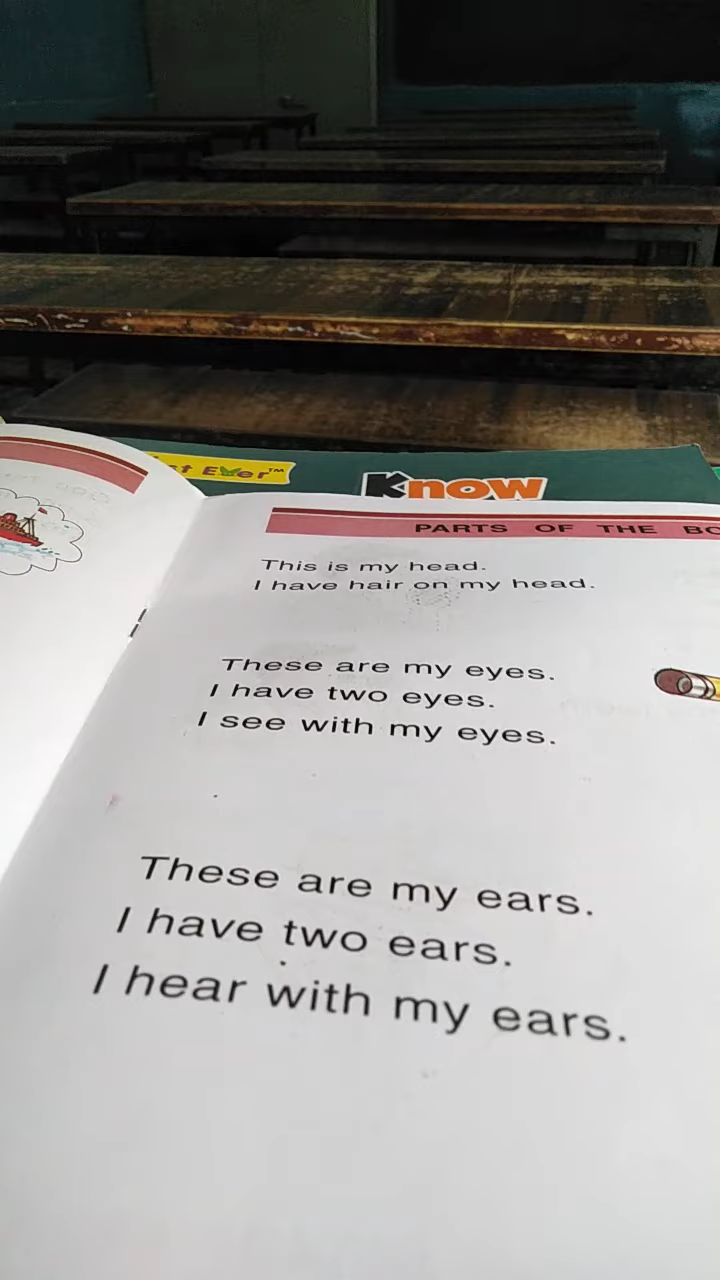 Know
PARTS OF THE
This is my head.
I have hair on my head.
These are my eyes.
I have two eyes.
I see with my eyes.
These are my ears.
I have two ears.
I hear with my ears.